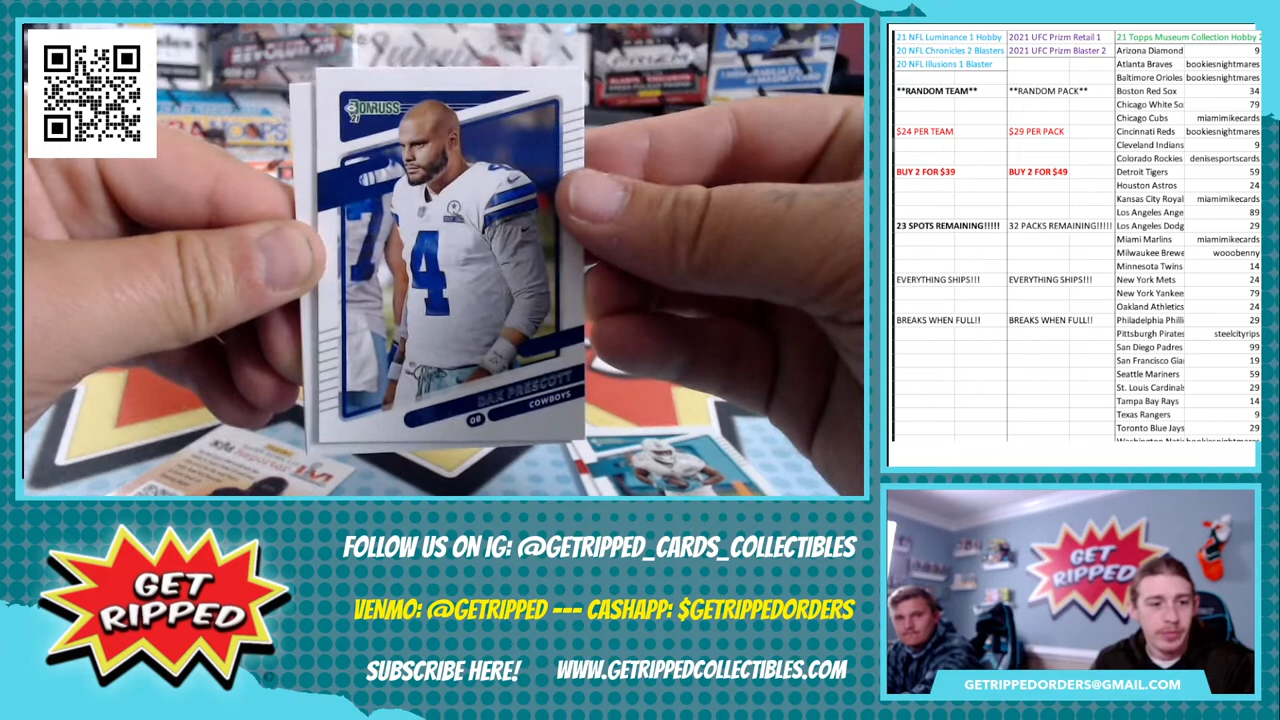 DONRUSS
21
4
DAK PRESCOTT
08
COWBOYS
21 NFL Luminance 1 Hobby
20 NFL Chronicles 2 Blasters
20 NFL Illusions 1 Blaster
**RANDOM TEAM**
$24 PER TEAM
BUY 2 FOR $39
23 SPOTS REMAINING!!!!!
EVERYTHING SHIPS!!!
BREAKS WHEN FULL!!
2021 UFC Prizm Retail 1
2021 UFC Prizm Blaster 2
**RANDOM PACK**
$29 PER PACK
BUY 2 FOR $49
32 PACKS REMAINING!!!!!
EVERYTHING SHIPS!!!
BREAKS WHEN FULL!!
21 Topps Museum Collection Hobby 2
Arizona Diamond 9
Atlanta Braves bookiesnightmares
Baltimore Orioles bookiesnightmares
Boston Red Sox 34
Chicago White So 79
Chicago Cubs miamimikecards
Cincinnati Reds bookiesnightmares
Cleveland Indians 9
Colorado Rockies denisesportscards
Detroit Tigers 59
Houston Astros 24
Kansas City Royal miamimikecards
Los Angeles Ange 89
Los Angeles Dodg 29
Miami Marlins miamimikecards
Milwaukee Brewe wooobenny
Minnesota Twins 14
New York Mets 24
New York Yankee 79
Oakland Athletics 24
Philadelphia Philli 29
Pittsburgh Pirates steelcityrips
San Diego Padres 99
San Francisco Gia 19
Seattle Mariners 59
St. Louis Cardinals 29
Tampa Bay Rays 14
Texas Rangers 9
Toronto Blue Jays 29
GET
RIPPED
FOLLOW US ON IG: @GETRIPPED_CARDS_COLLECTIBLES
VENMO: @GETRIPPED --- CASHAPP: $GETRIPPEDORDERS
SUBSCRIBE HERE!
WWW.GETRIPPEDCOLLECTIBLES.COM
GET
RIPPED
GETRIPPEDORDERS@GMAIL.COM